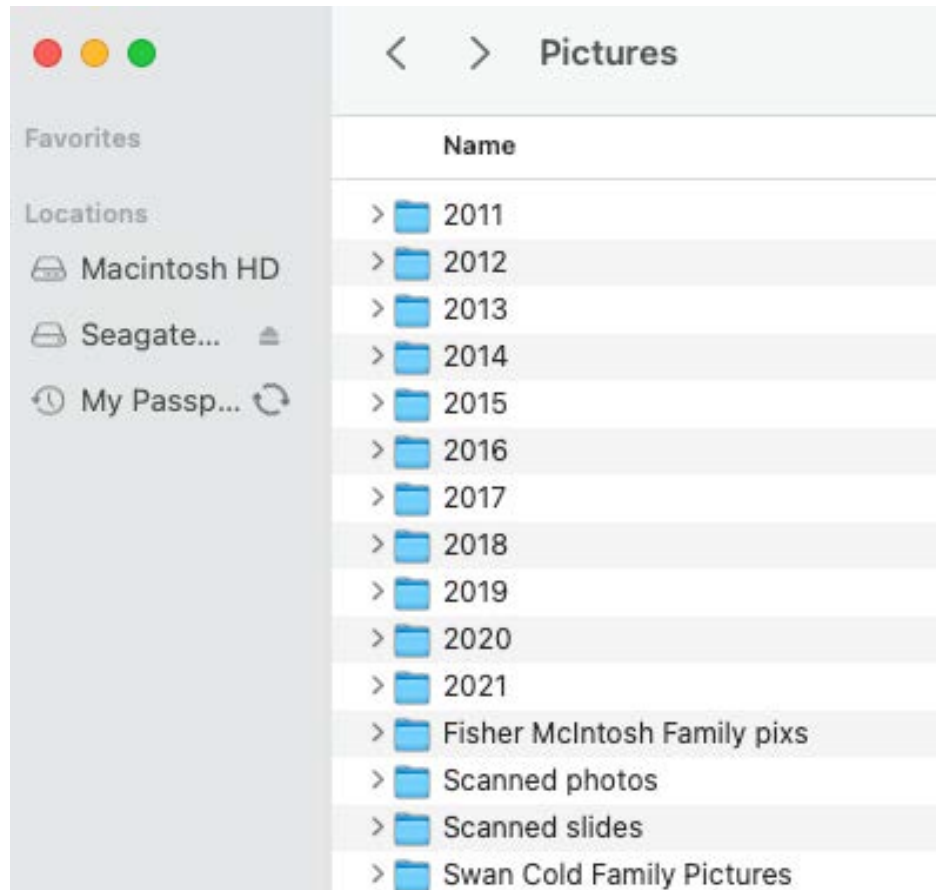 Pictures
Favorites
Locations
Macintosh HD
Seagate...
My Passp...
Name
2011
2012
2013
2014
2015
2016
2017
2018
2019
2020
2021
Fisher McIntosh Family pixs
Scanned photos
Scanned slides
Swan Cold Family Pictures